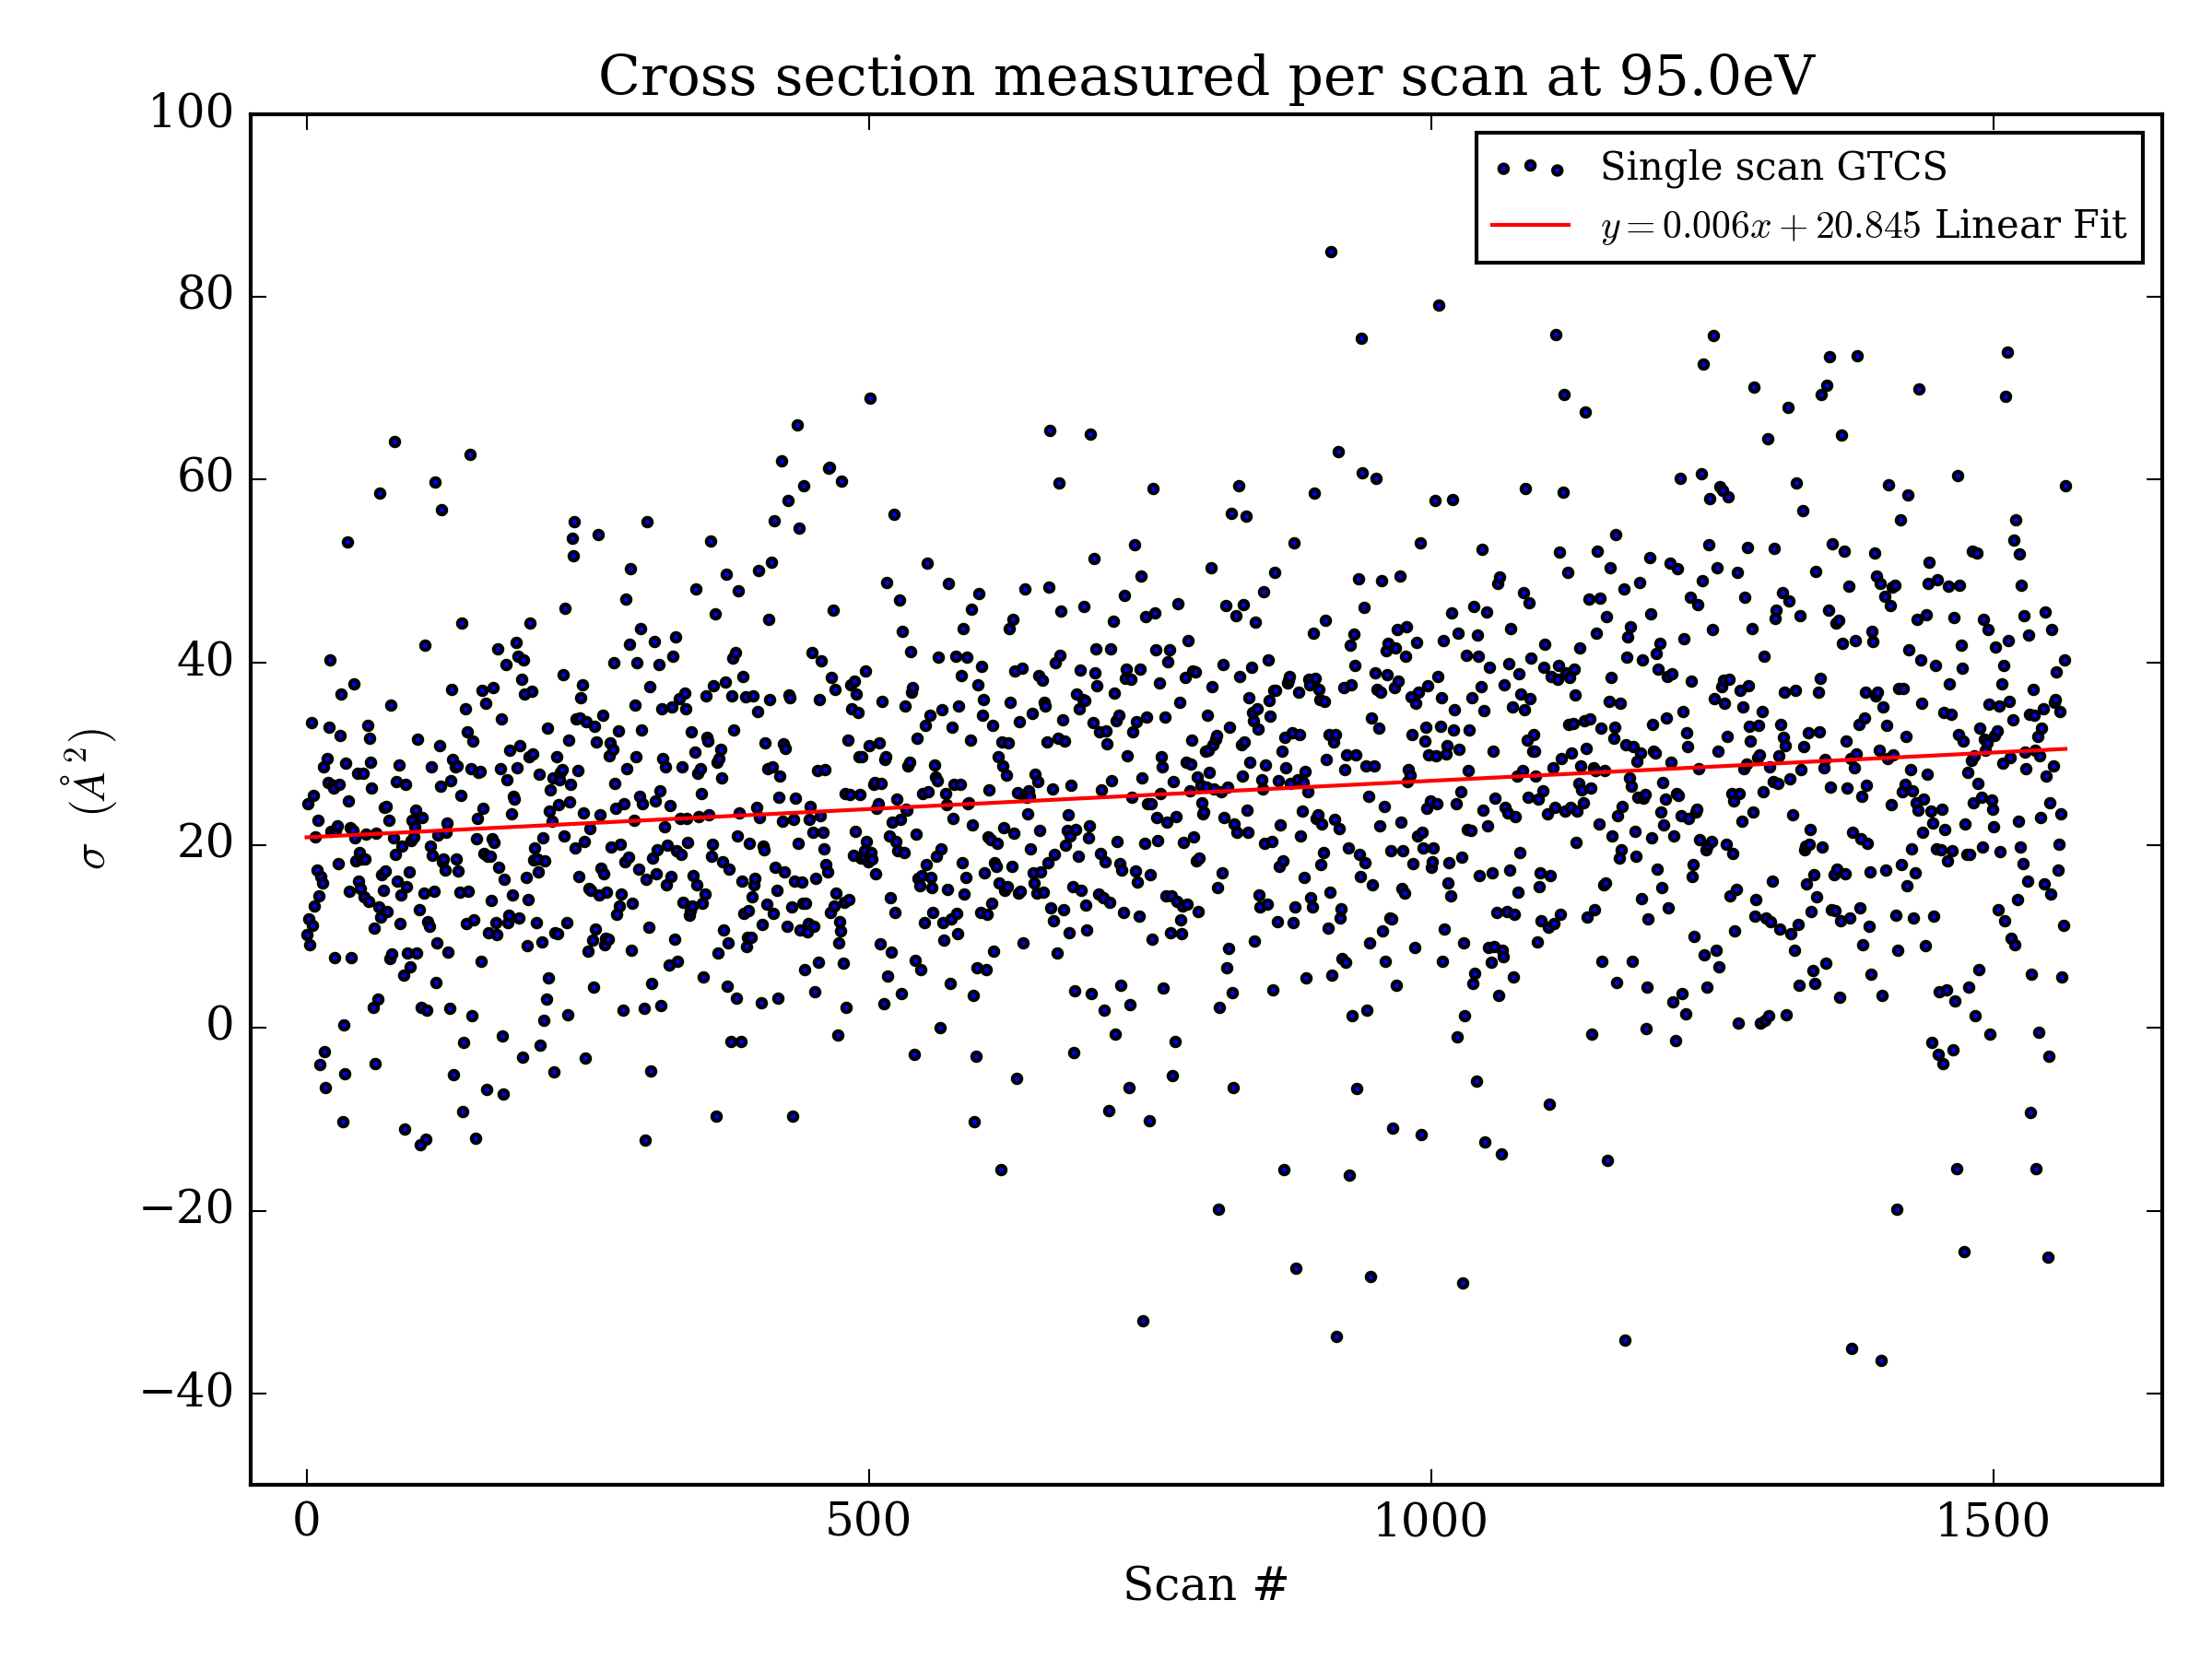 Cross section measured per scan at 95.0eV
100
80
60
40
20
0
−20
−40
σ (Å²)
0 500 1000 1500
Scan #
Single scan GTCS
y = 0.006x + 20.845 Linear Fit